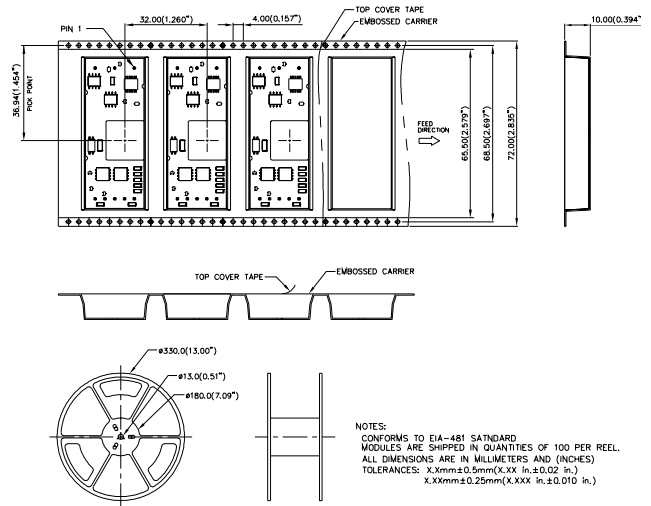 TOP COVER TAPE
EMBOSSED CARRIER
32.00(1.260")
4.00(0.157")
10.00(0.394"
PIN 1
36.94(1.454")
PICK POINT
FEED
DIRECTION
65.50(2.579")
68.50(2.697")
72.00(2.835")
TOP COVER TAPE
EMBOSSED CARRIER
ø330.0(13.00")
ø13.0(0.51")
ø180.0(7.09")
NOTES:
CONFORMS TO EIA-481 SATNDARD
MODULES ARE SHIPPED IN QUANTITIES OF 100 PER REEL.
ALL DIMENSIONS ARE IN MILLIMETERS AND (INCHES)
TOLERANCES: X.Xmm±0.5mm(X.XX in.±0.02 in.)
X.XXmm±0.25mm(X.XXX in.±0.010 in.)